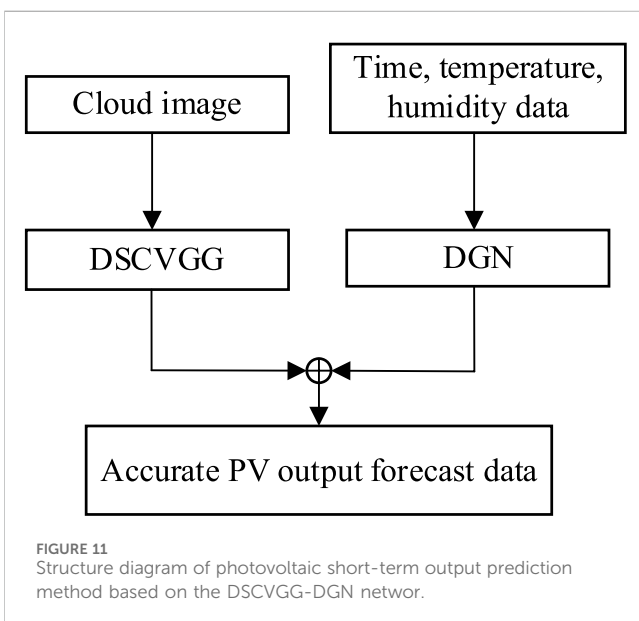 Cloud image
Time, temperature,
humidity data
DSCVGG
DGN
Accurate PV output forecast data
FIGURE 11
Structure diagram of photovoltaic short-term output prediction
method based on the DSCVGG-DGN networ.